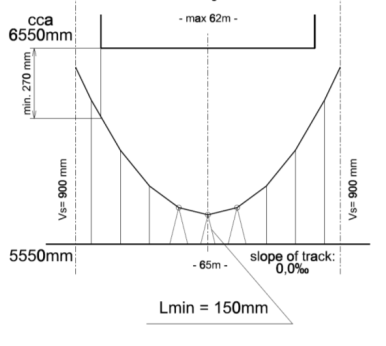 cca
6550mm
- max 62m -
min. 270 mm
Vs= 900 mm
Vs= 900 mm
5550mm
- 65m -
slope of track:
0,0‰
Lmin = 150mm